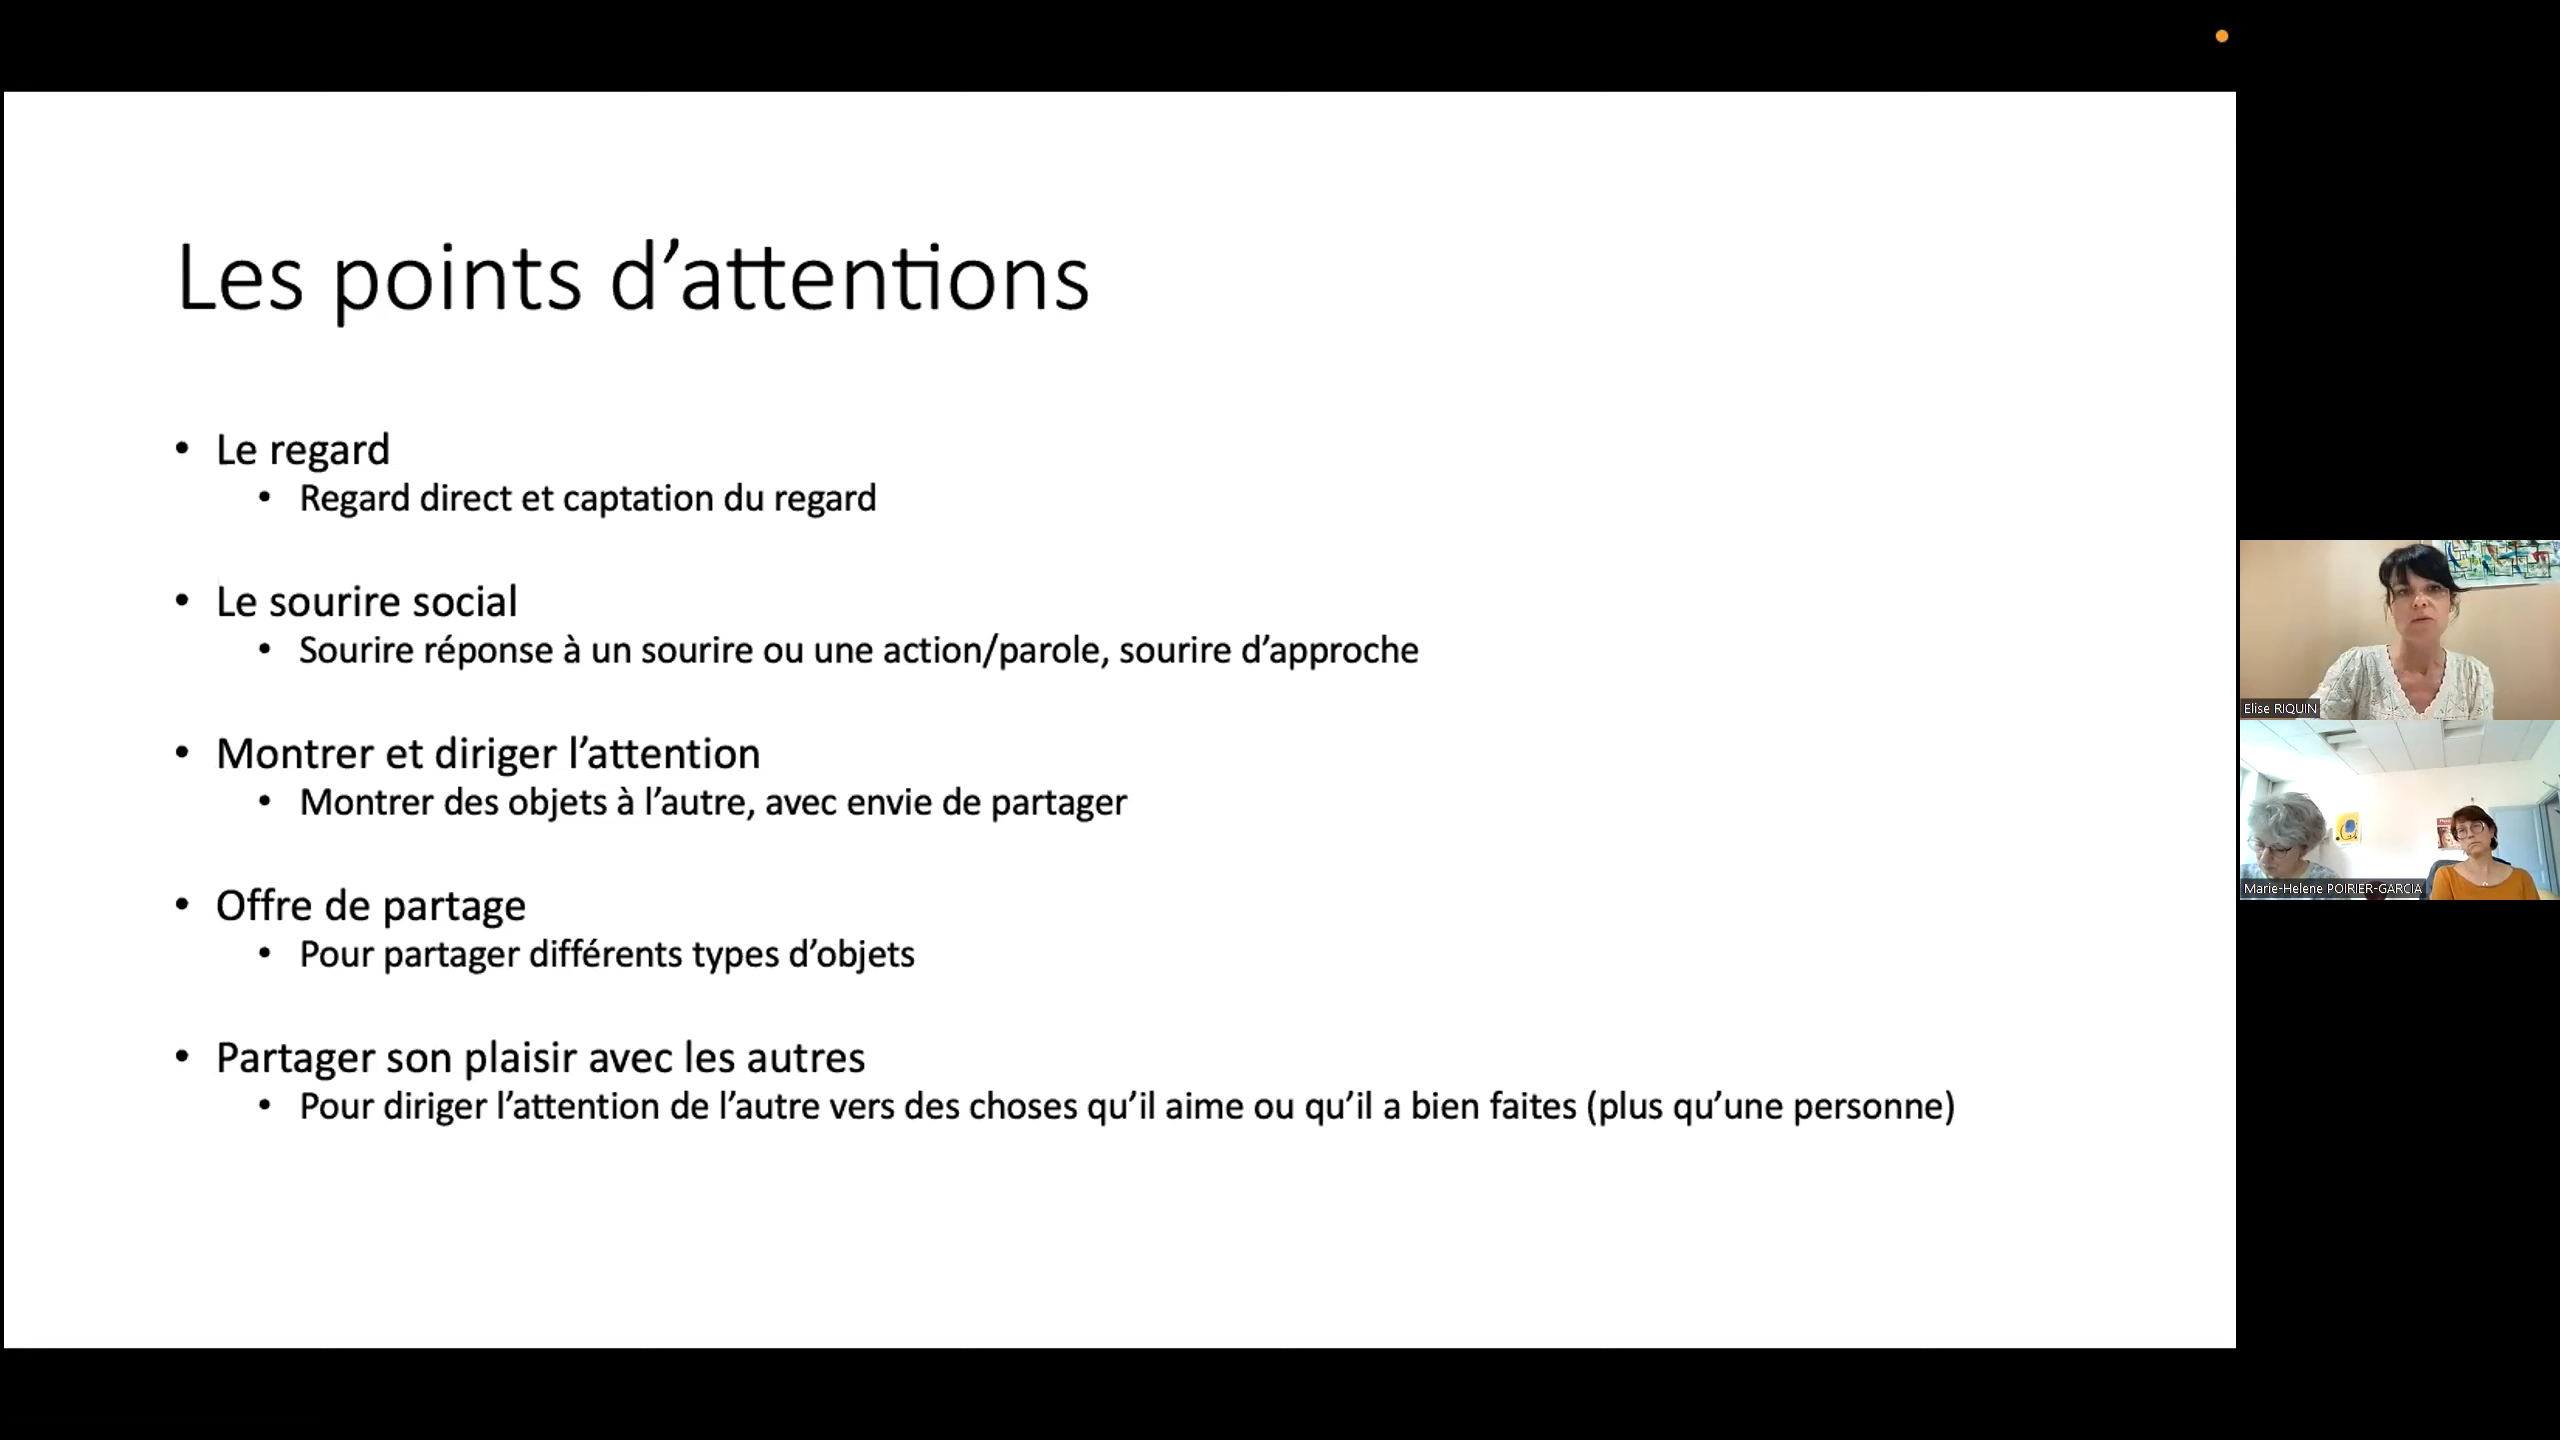 Les points d’attentions
• Le regard
• Regard direct et captation du regard
• Le sourire social
• Sourire réponse à un sourire ou une action/parole, sourire d’approche
• Montrer et diriger l’attention
• Montrer des objets à l’autre, avec envie de partager
• Offre de partage
• Pour partager différents types d’objets
• Partager son plaisir avec les autres
• Pour diriger l’attention de l’autre vers des choses qu’il aime ou qu’il a bien faites (plus qu’une personne)
Elise RIQUIN
Marie-Helene POIRIER-GARCIA